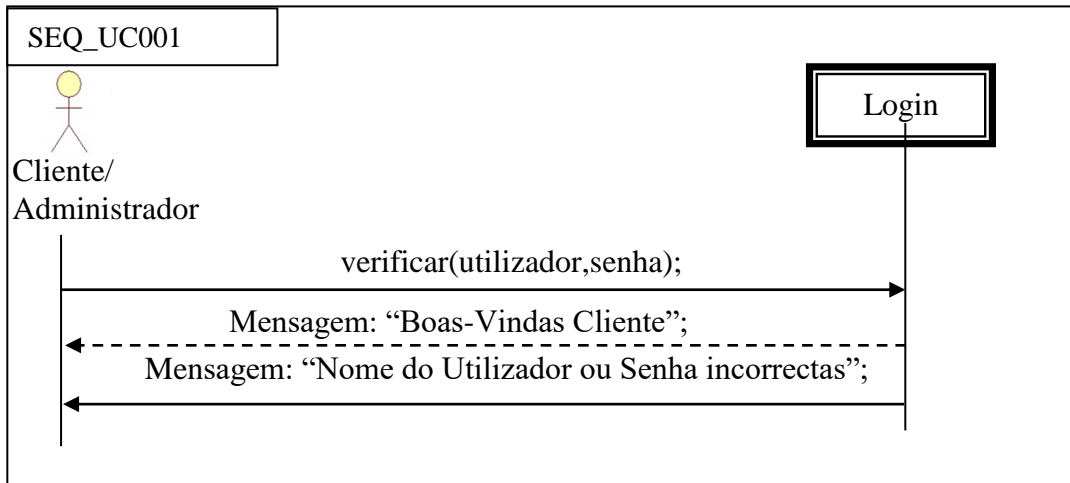 SEQ_UC001
Login
Cliente/
Administrador
verificar(utilizador,senha);
Mensagem: “Boas-Vindas Cliente”;
Mensagem: “Nome do Utilizador ou Senha incorrectas”;